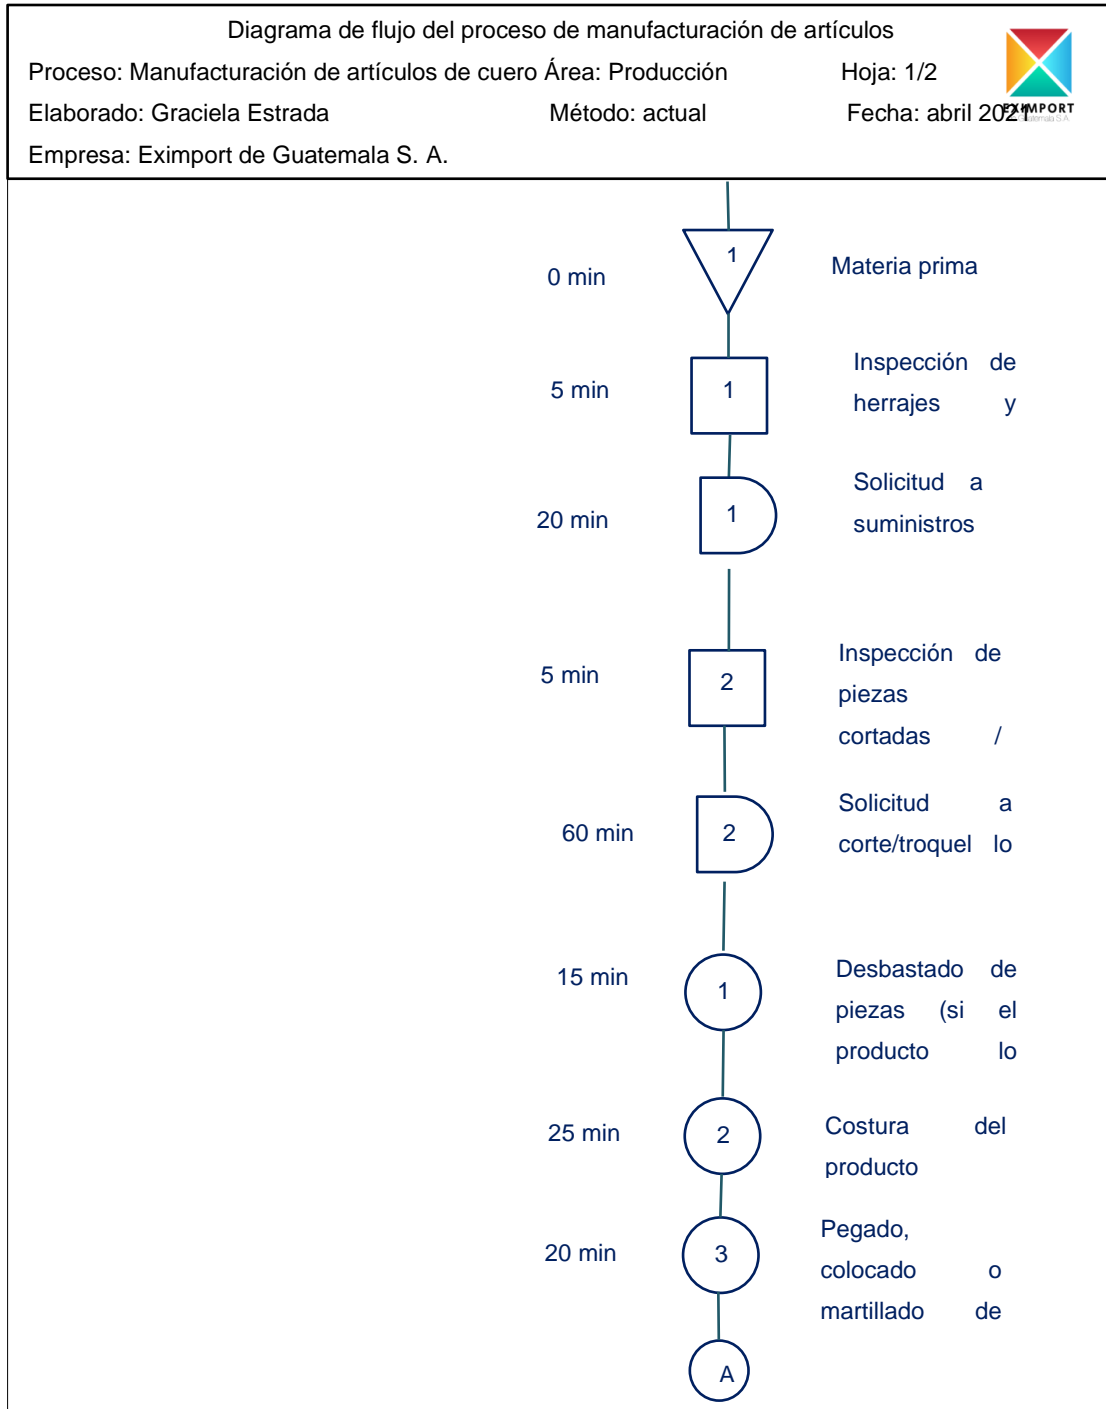 Diagrama de flujo del proceso de manufacturación de artículos
Proceso: Manufacturación de artículos de cuero Área: Producción Hoja: 1/2
Elaborado: Graciela Estrada Método: actual Fecha: abril 2021
EXIMPORT
Guatemala S.A
Empresa: Eximport de Guatemala S. A.
0 min
1
Materia prima
5 min
1
Inspección de
herrajes y
20 min
1
Solicitud a
suministros
5 min
2
Inspección de
piezas
cortadas /
60 min
2
Solicitud a
corte/troquel lo
15 min
1
Desbastado de
piezas (si el
producto lo
25 min
2
Costura del
producto
20 min
3
Pegado,
colocado o
martillado de
A